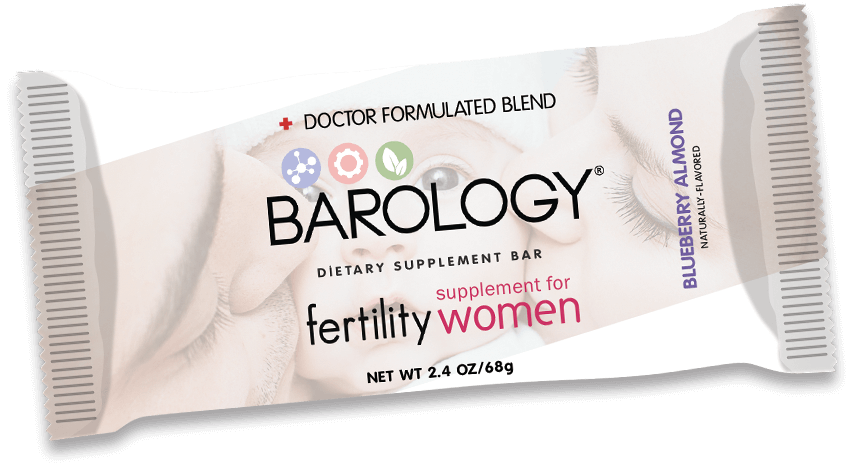 + DOCTOR FORMULATED BLEND
BAROLOGY®
DIETARY SUPPLEMENT BAR
fertility supplement for women
NET WT 2.4 OZ/68g
BLUEBERRY ALMOND
NATURALLY-FLAVORED